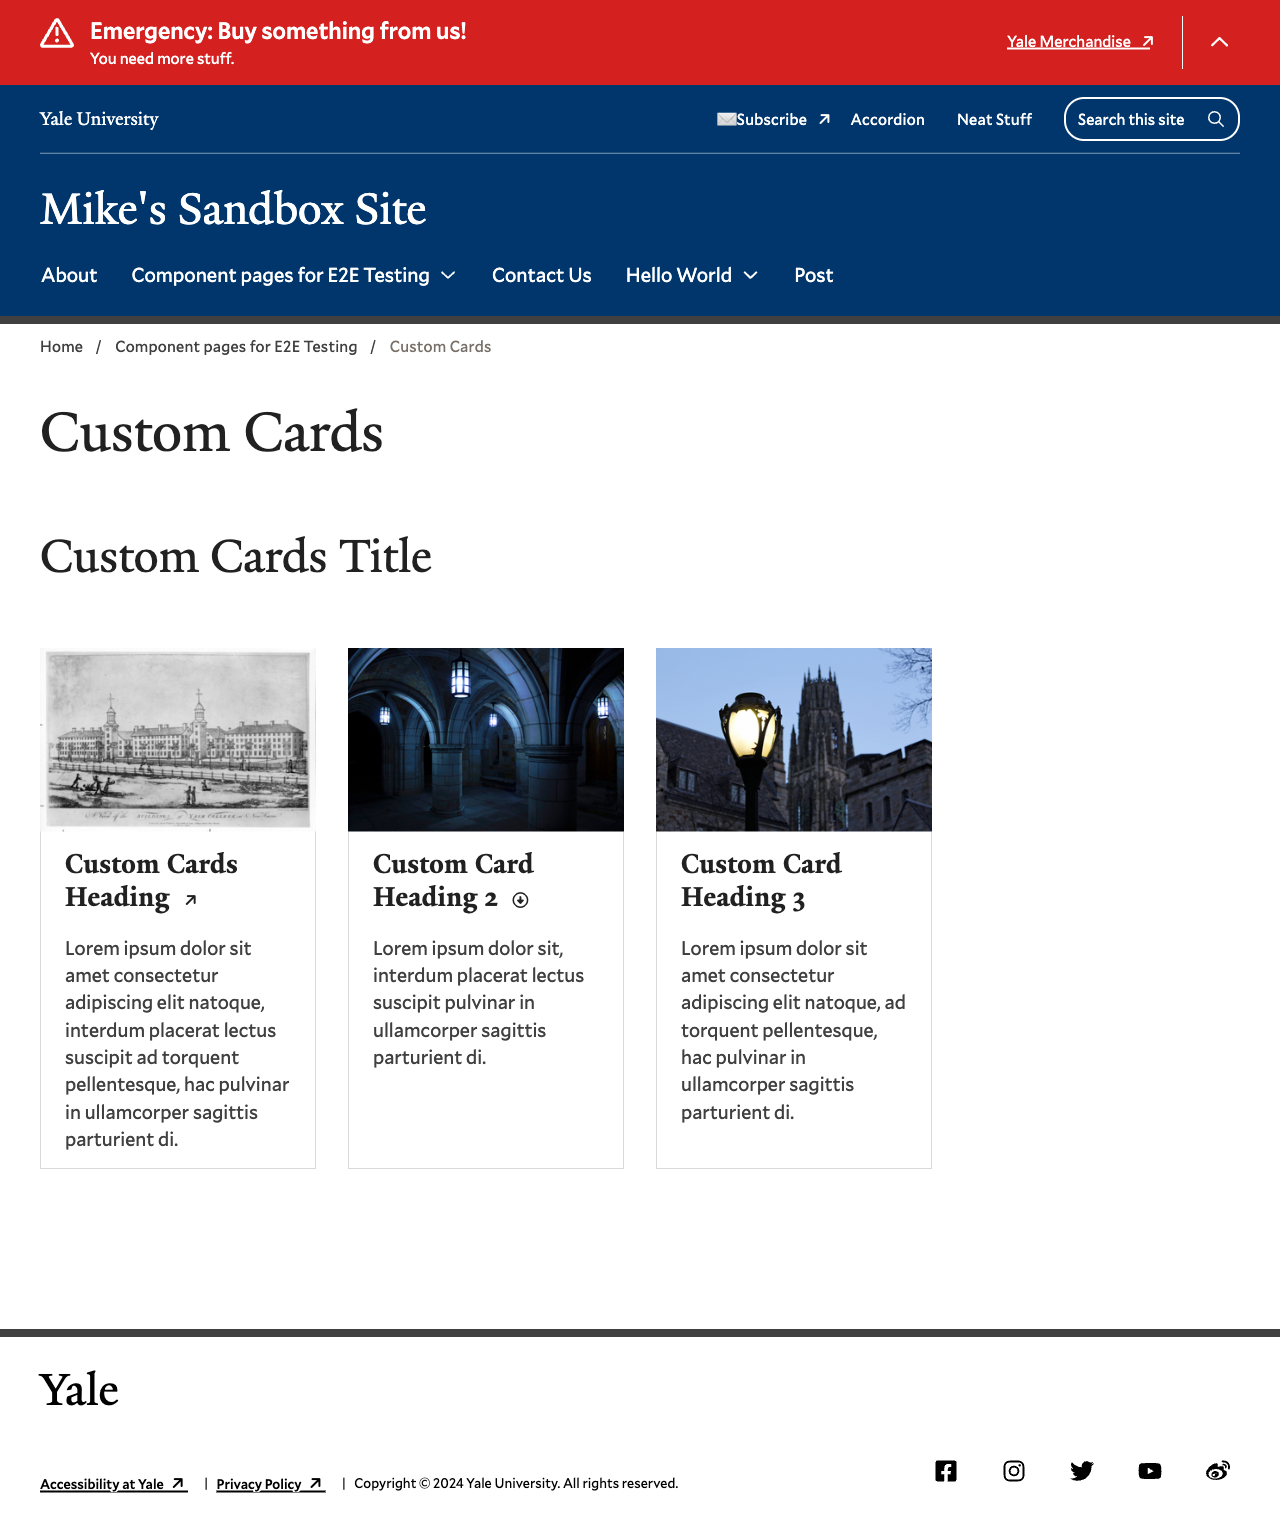 Emergency: Buy something from us!
You need more stuff.
Yale Merchandise
Yale University
Subscribe
Accordion
Neat Stuff
Search this site
Mike's Sandbox Site
About
Component pages for E2E Testing
Contact Us
Hello World
Post
Home / Component pages for E2E Testing / Custom Cards
Custom Cards
Custom Cards Title
Custom Cards
Heading
Lorem ipsum dolor sit
amet consectetur
adipiscing elit natoque,
interdum placerat lectus
suscipit ad torquent
pellentesque, hac pulvinar
in ullamcorper sagittis
parturient di.
Custom Card
Heading 2
Lorem ipsum dolor sit,
interdum placerat lectus
suscipit pulvinar in
ullamcorper sagittis
parturient di.
Custom Card
Heading 3
Lorem ipsum dolor sit
amet consectetur
adipiscing elit natoque, ad
torquent pellentesque,
hac pulvinar in
ullamcorper sagittis
parturient di.
Yale
Accessibility at Yale | Privacy Policy | Copyright © 2024 Yale University. All rights reserved.